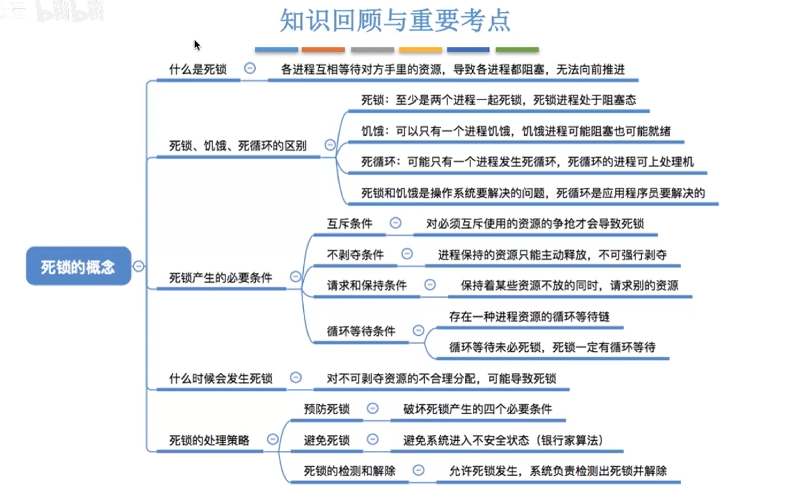 bilibili
知识回顾与重要考点
什么是死锁
各进程互相等待对方手里的资源，导致各进程都阻塞，无法向前推进
死锁、饥饿、死循环的区别
死锁：至少是两个进程一起死锁，死锁进程处于阻塞态
饥饿：可以只有一个进程饥饿，饥饿进程可能阻塞也可能就绪
死循环：可能只有一个进程发生死循环，死循环的进程可上处理机
死锁和饥饿是操作系统要解决的问题，死循环是应用程序员要解决的
死锁的概念
死锁产生的必要条件
互斥条件
对必须互斥使用的资源的争抢才会导致死锁
不剥夺条件
进程保持的资源只能主动释放，不可强行剥夺
请求和保持条件
保持着某些资源不放的同时，请求别的资源
循环等待条件
存在一种进程资源的循环等待链
循环等待未必死锁，死锁一定有循环等待
什么时候会发生死锁
对不可剥夺资源的不合理分配，可能导致死锁
死锁的处理策略
预防死锁
破坏死锁产生的四个必要条件
避免死锁
避免系统进入不安全状态（银行家算法）
死锁的检测和解除
允许死锁发生，系统负责检测出死锁并解除